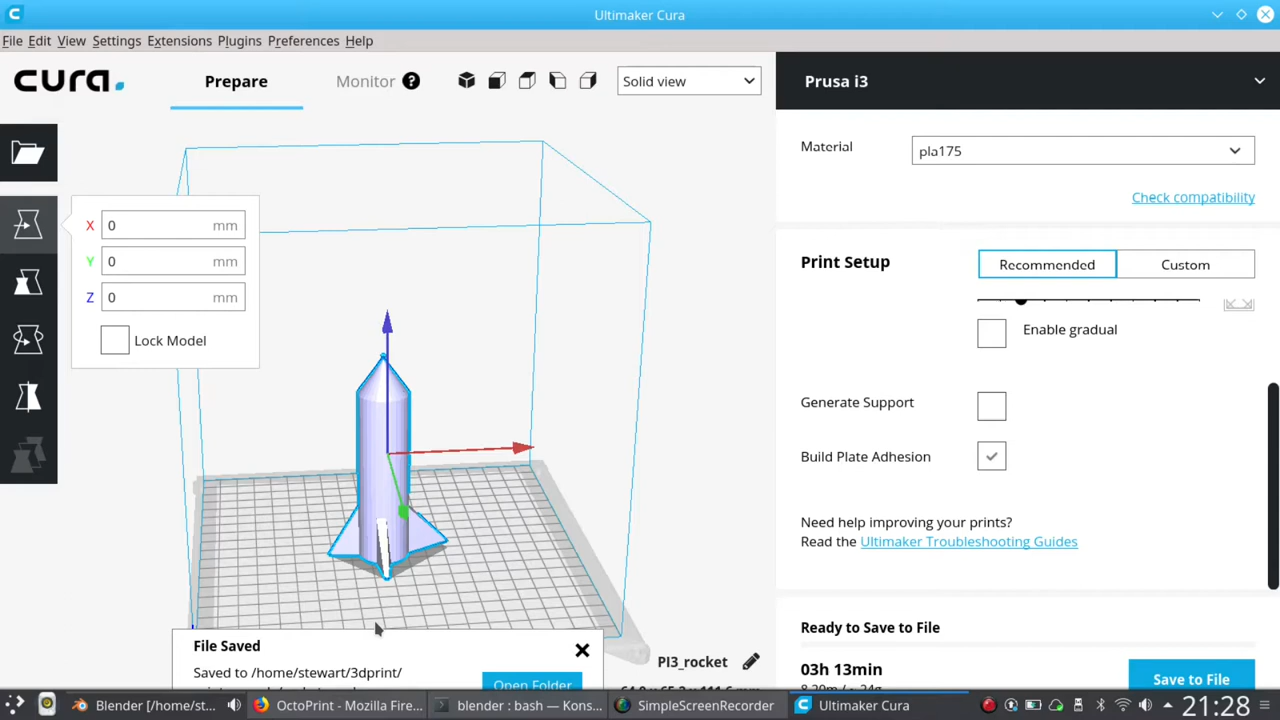 Ultimaker Cura
File Edit View Settings Extensions Plugins Preferences Help
cura.
Prepare
Monitor ?
Solid view
Prusa i3
Material
pla175
Check compatibility
X 0 mm
Y 0 mm
Z 0 mm
Lock Model
Print Setup
Recommended
Custom
Enable gradual
Generate Support
Build Plate Adhesion
Need help improving your prints?
Read the Ultimaker Troubleshooting Guides
File Saved
Saved to /home/stewart/3dprint/
Open Folder
PI3_rocket
Ready to Save to File
03h 13min
Save to File
Blender [/home/st...
OctoPrint - Mozilla Fire...
blender : bash — Kons...
SimpleScreenRecorder
Ultimaker Cura
21:28